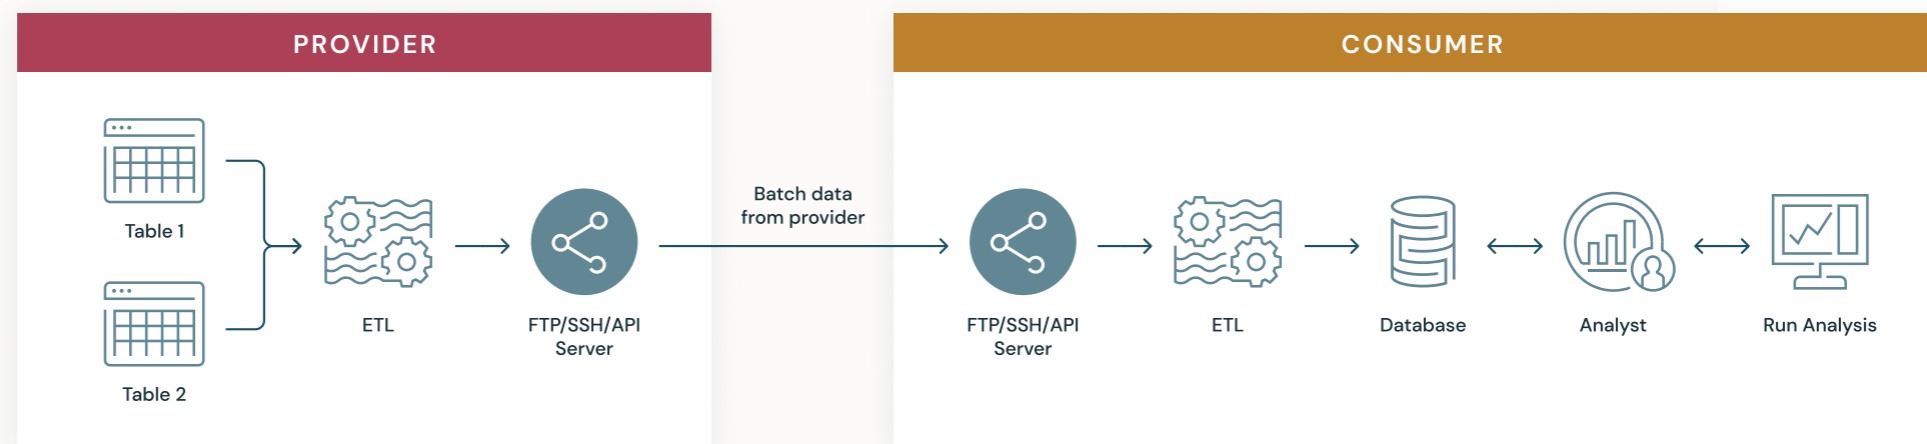 PROVIDER
CONSUMER
Table 1
Table 2
ETL
FTP/SSH/API
Server
Batch data
from provider
FTP/SSH/API
Server
ETL
Database
Analyst
Run Analysis